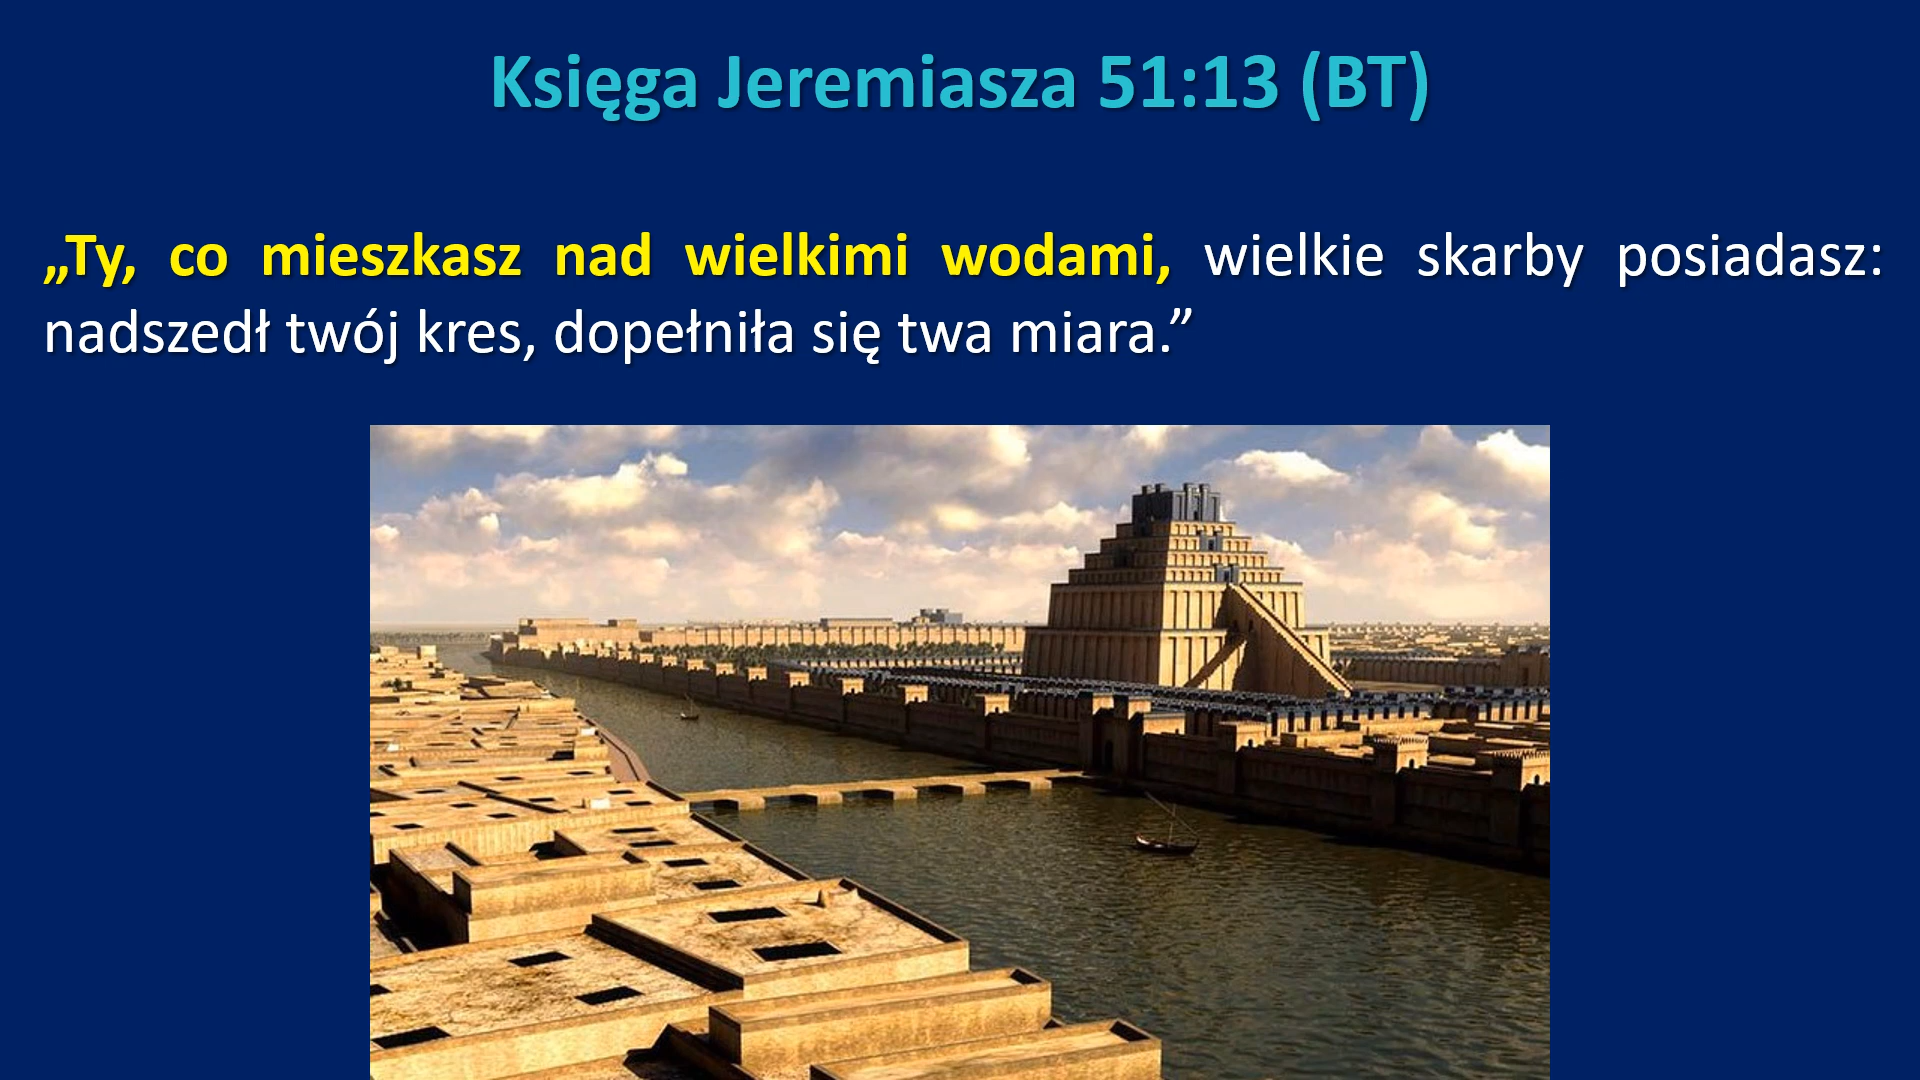 Księga Jeremiasza 51:13 (BT)
„Ty, co mieszkasz nad wielkimi wodami, wielkie skarby posiadasz:
nadszedł twój kres, dopełniła się twa miara.”